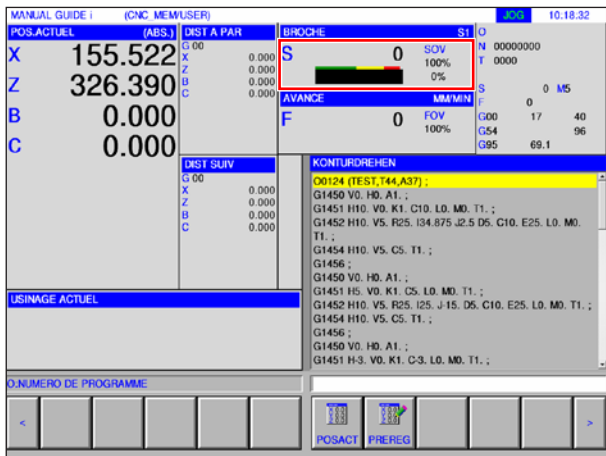 MANUAL GUIDE i (CNC_MEM/USER) JOG 10:18:32
POS.ACTUEL (ABS.)
X 155.522
Z 326.390
B 0.000
C 0.000
DIST A PAR
G 00
X 0.000
Z 0.000
B 0.000
C 0.000
BROCHE S1
S 0 SOV
100%
0%
AVANCE MM/MIN
F 0 FOV
100%
O
N 00000000
T 0000
S 0 M5
F 0
G00 17 40
G54 96
G95 69.1
DIST SUIV
G 00
X 0.000
Z 0.000
B 0.000
C 0.000
KONTURDREHEN
O0124 (TEST,T44,A37) ;
G1450 V0. H0. A1. ;
G1451 H10. V0. K1. C10. L0. M0. T1. ;
G1452 H10. V5. R25. I34.875 J2.5 D5. C10. E25. L0. M0.
T1. ;
G1454 H10. V5. C5. T1. ;
G1456 ;
G1450 V0. H0. A1. ;
G1451 H5. V0. K1. C5. L0. M0. T1. ;
G1452 H10. V5. R25. I25. J-15. D5. C10. E25. L0. M0. T1. ;
G1454 H10. V5. C5. T1. ;
G1456 ;
G1450 V0. H0. A1. ;
G1451 H-3. V0. K1. C-3. L0. M0. T1. ;
USINAGE ACTUEL
O:NUMERO DE PROGRAMME
< POSACT PREREG >